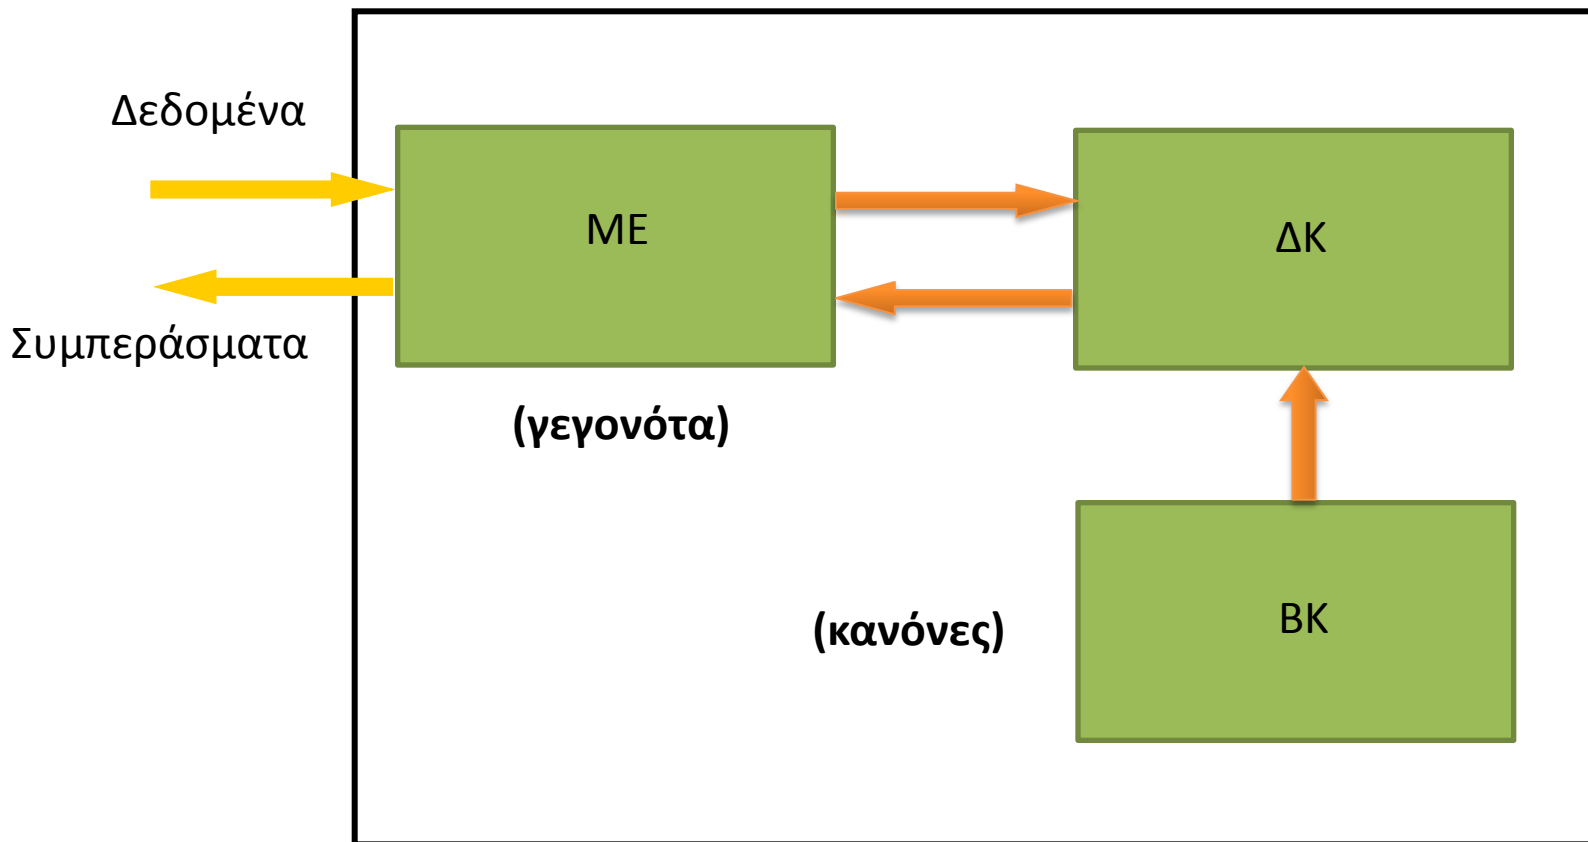 Δεδομένα
ΜΕ
ΔΚ
Συμπεράσματα
(γεγονότα)
(κανόνες)
ΒΚ